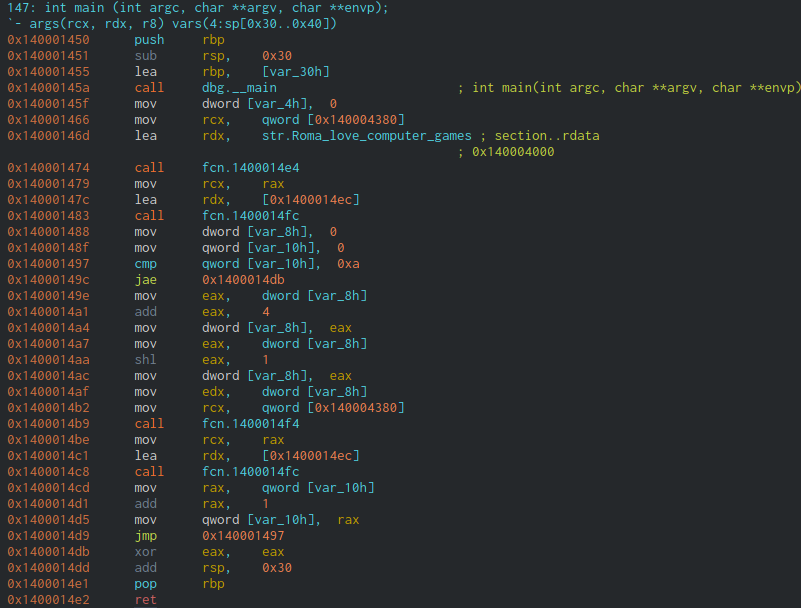 147: int main (int argc, char **argv, char **envp);
`- args(rcx, rdx, r8) vars(4:sp[0x30..0x40])
0x140001450 push rbp
0x140001451 sub rsp, 0x30
0x140001455 lea rbp, [var_30h]
0x14000145a call dbg.__main ; int main(int argc, char **argv, char **envp)
0x14000145f mov dword [var_4h], 0
0x140001466 mov rcx, qword [0x140004380]
0x14000146d lea rdx, str.Roma_love_computer_games ; section..rdata
; 0x140004000
0x140001474 call fcn.1400014e4
0x140001479 mov rcx, rax
0x14000147c lea rdx, [0x1400014ec]
0x140001483 call fcn.1400014fc
0x140001488 mov dword [var_8h], 0
0x14000148f mov qword [var_10h], 0
0x140001497 cmp qword [var_10h], 0xa
0x14000149c jae 0x1400014db
0x14000149e mov eax, dword [var_8h]
0x1400014a1 add eax, 4
0x1400014a4 mov dword [var_8h], eax
0x1400014a7 mov eax, dword [var_8h]
0x1400014aa shl eax, 1
0x1400014ac mov dword [var_8h], eax
0x1400014af mov edx, dword [var_8h]
0x1400014b2 mov rcx, qword [0x140004380]
0x1400014b9 call fcn.1400014f4
0x1400014be mov rcx, rax
0x1400014c1 lea rdx, [0x1400014ec]
0x1400014c8 call fcn.1400014fc
0x1400014cd mov rax, qword [var_10h]
0x1400014d1 add rax, 1
0x1400014d5 mov qword [var_10h], rax
0x1400014d9 jmp 0x140001497
0x1400014db xor eax, eax
0x1400014dd add rsp, 0x30
0x1400014e1 pop rbp
0x1400014e2 ret